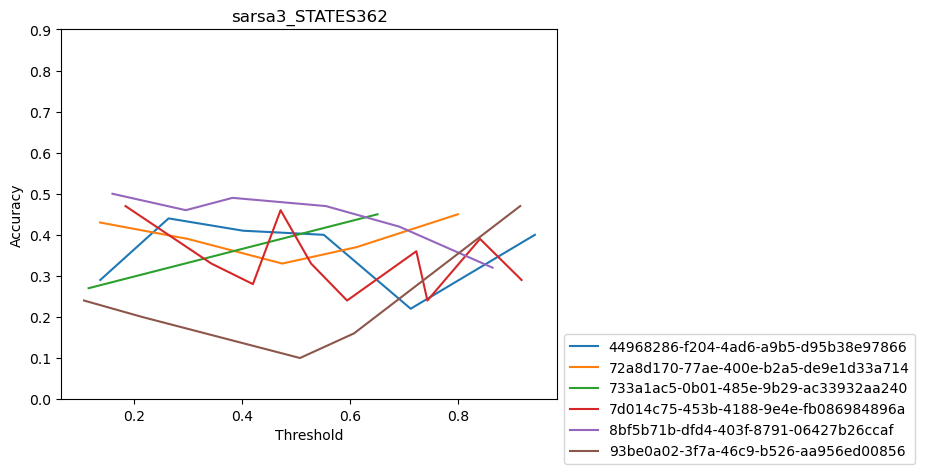 sarsa3_STATES362
0.9
0.8
0.7
0.6
0.5
0.4
0.3
0.2
0.1
0.0
Accuracy
0.2 0.4 0.6 0.8
Threshold
44968286-f204-4ad6-a9b5-d95b38e97866
72a8d170-77ae-400e-b2a5-de9e1d33a714
733a1ac5-0b01-485e-9b29-ac33932aa240
7d014c75-453b-4188-9e4e-fb086984896a
8bf5b71b-dfd4-403f-8791-06427b26ccaf
93be0a02-3f7a-46c9-b526-aa956ed00856